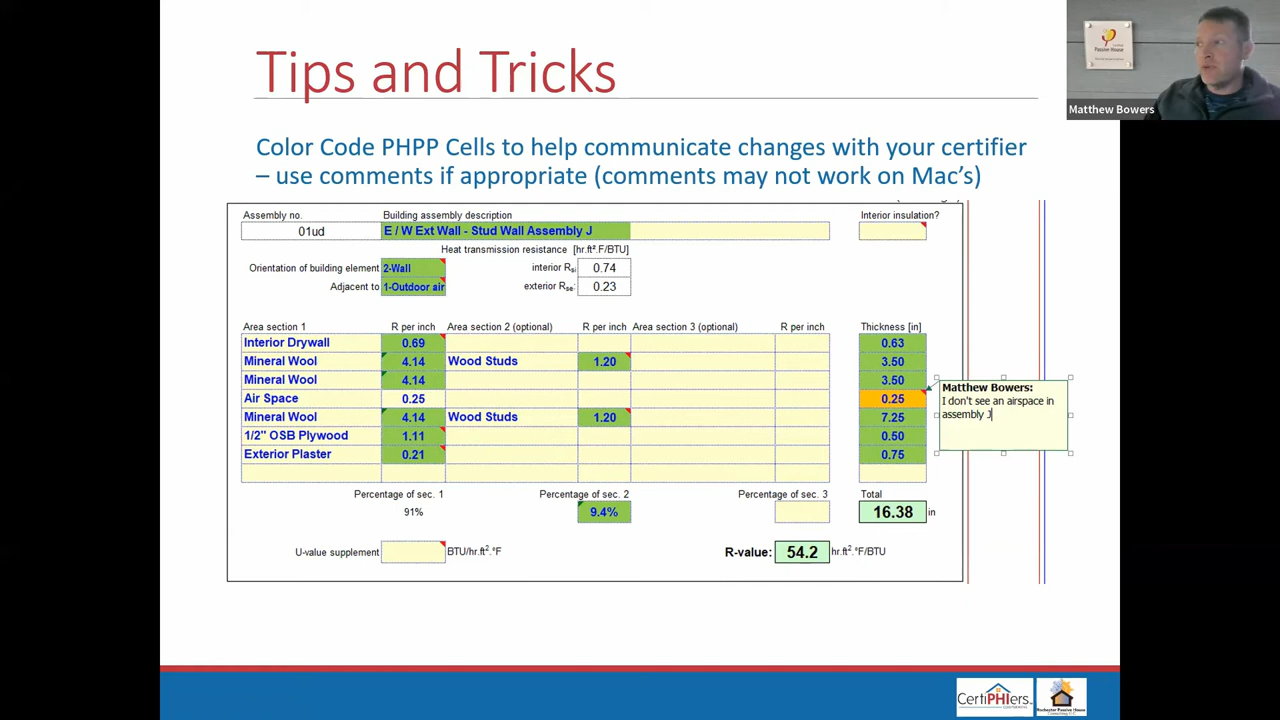 Tips and Tricks
Matthew Bowers
Color Code PHPP Cells to help communicate changes with your certifier
– use comments if appropriate (comments may not work on Mac's)
Assembly no. Building assembly description Interior insulation?
01ud E / W Ext Wall - Stud Wall Assembly J
Heat transmission resistance [hr.ft².F/BTU]
Orientation of building element 2-Wall interior Rsi 0.74
Adjacent to 1-Outdoor air exterior Rse: 0.23
Area section 1 R per inch Area section 2 (optional) R per inch Area section 3 (optional) R per inch Thickness [in]
Interior Drywall 0.69 0.63
Mineral Wool 4.14 Wood Studs 1.20 3.50
Mineral Wool 4.14 3.50
Air Space 0.25 0.25
Mineral Wool 4.14 Wood Studs 1.20 7.25
1/2" OSB Plywood 1.11 0.50
Exterior Plaster 0.21 0.75
Matthew Bowers:
I don't see an airspace in
assembly J
Percentage of sec. 1 Percentage of sec. 2 Percentage of sec. 3 Total
91% 9.4% 16.38 in
U-value supplement BTU/hr.ft².°F R-value: 54.2 hr.ft².°F/BTU
CertiPHIers
Rochester Passive House